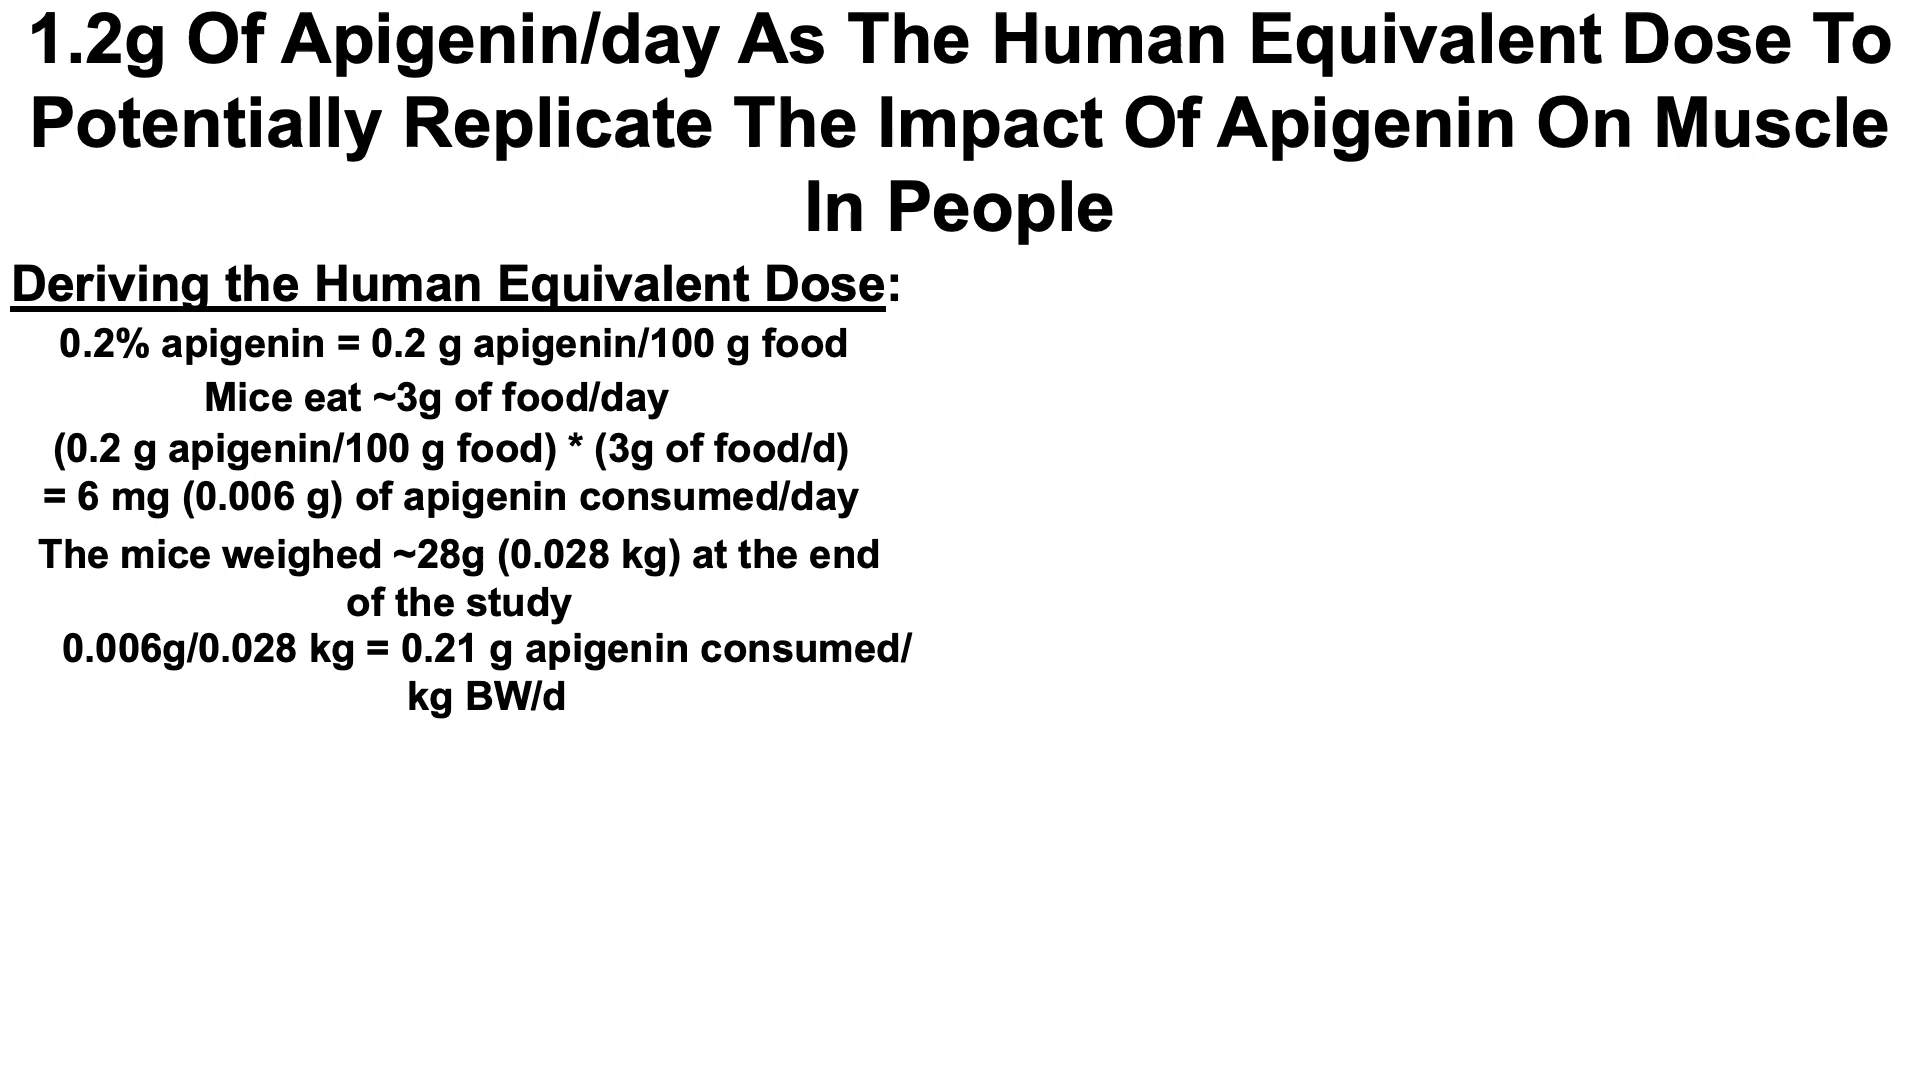 1.2g Of Apigenin/day As The Human Equivalent Dose To
Potentially Replicate The Impact Of Apigenin On Muscle
In People
Deriving the Human Equivalent Dose:
0.2% apigenin = 0.2 g apigenin/100 g food
Mice eat ~3g of food/day
(0.2 g apigenin/100 g food) * (3g of food/d)
= 6 mg (0.006 g) of apigenin consumed/day
The mice weighed ~28g (0.028 kg) at the end
of the study
0.006g/0.028 kg = 0.21 g apigenin consumed/
kg BW/d